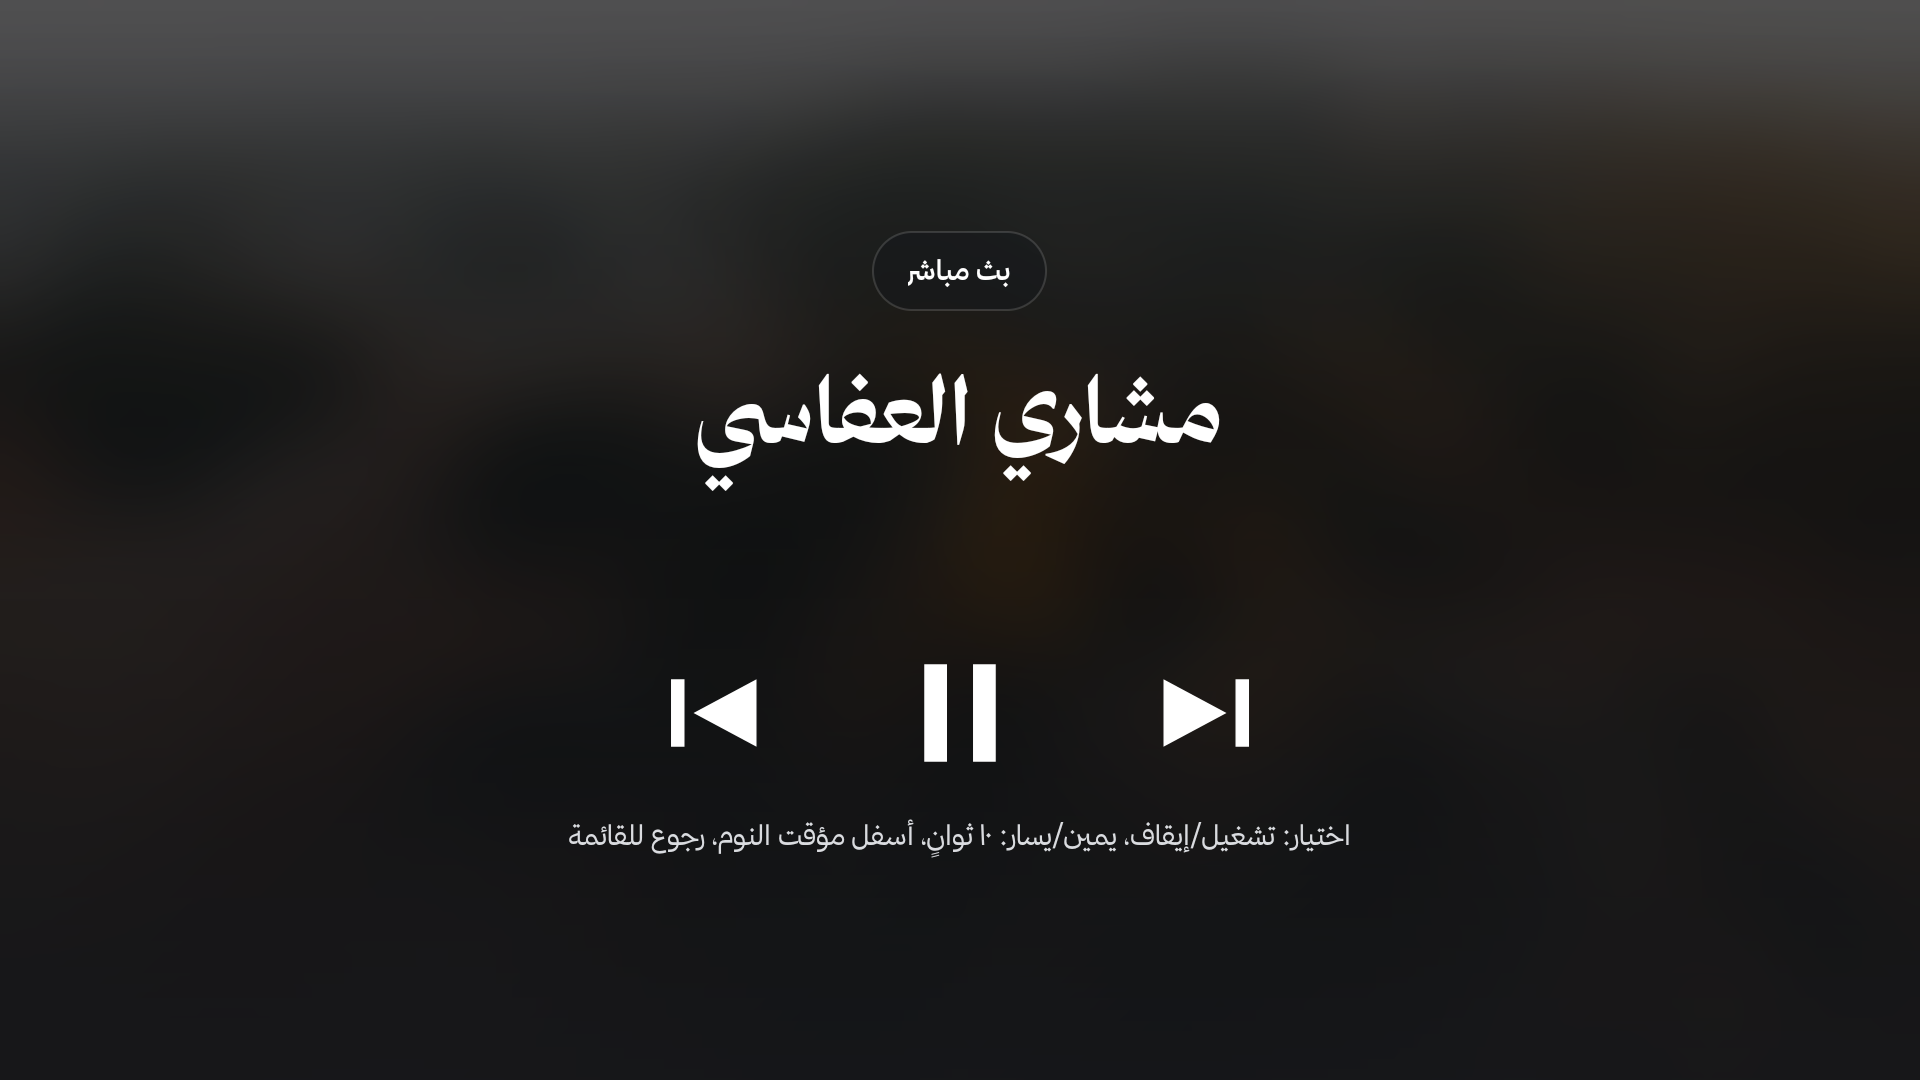 بث مباشر
مشاري العفاسي
اختيار: تشغيل/إيقاف، يمين/يسار: ١٠ ثوانٍ، أسفل مؤقت النوم، رجوع للقائمة